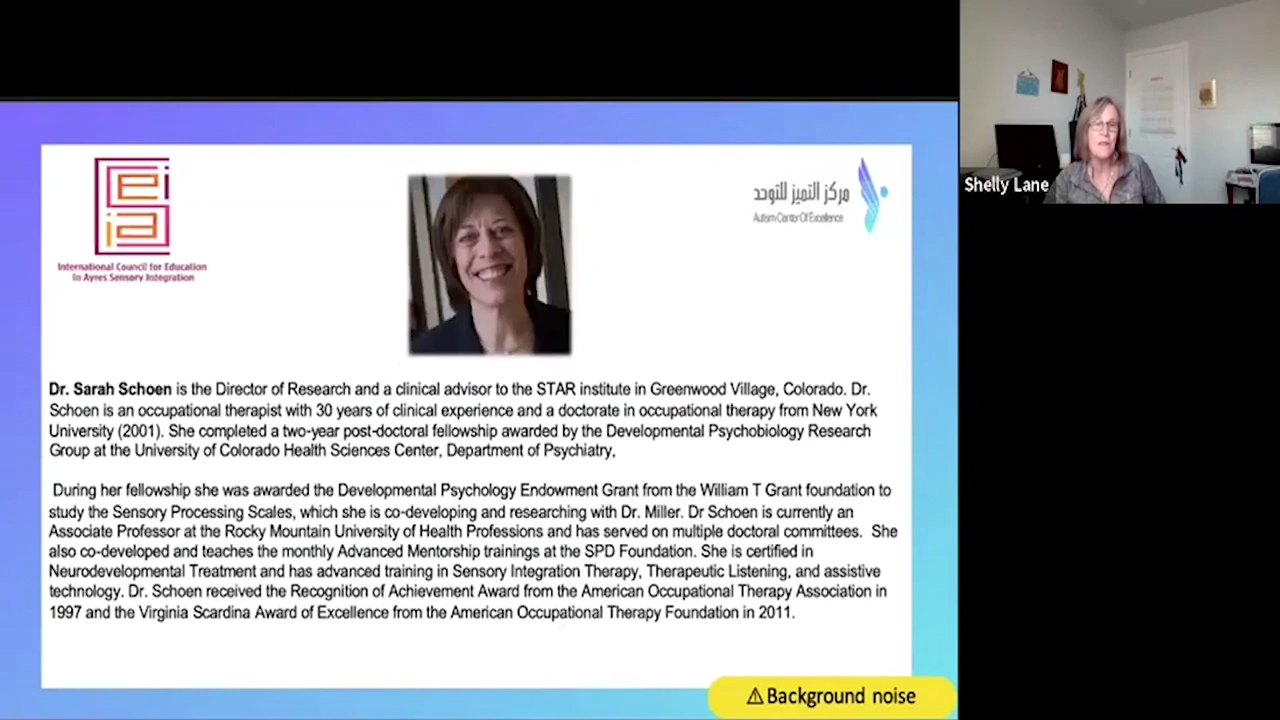 ei
ia
International Council for Education
in Ayres Sensory Integration
مركز التميز للتوحد
Autism Center Of Excellence
Shelly Lane
Dr. Sarah Schoen is the Director of Research and a clinical advisor to the STAR institute in Greenwood Village, Colorado. Dr.
Schoen is an occupational therapist with 30 years of clinical experience and a doctorate in occupational therapy from New York
University (2001). She completed a two-year post-doctoral fellowship awarded by the Developmental Psychobiology Research
Group at the University of Colorado Health Sciences Center, Department of Psychiatry,
During her fellowship she was awarded the Developmental Psychology Endowment Grant from the William T Grant foundation to
study the Sensory Processing Scales, which she is co-developing and researching with Dr. Miller. Dr Schoen is currently an
Associate Professor at the Rocky Mountain University of Health Professions and has served on multiple doctoral committees. She
also co-developed and teaches the monthly Advanced Mentorship trainings at the SPD Foundation. She is certified in
Neurodevelopmental Treatment and has advanced training in Sensory Integration Therapy, Therapeutic Listening, and assistive
technology. Dr. Schoen received the Recognition of Achievement Award from the American Occupational Therapy Association in
1997 and the Virginia Scardina Award of Excellence from the American Occupational Therapy Foundation in 2011.
⚠Background noise